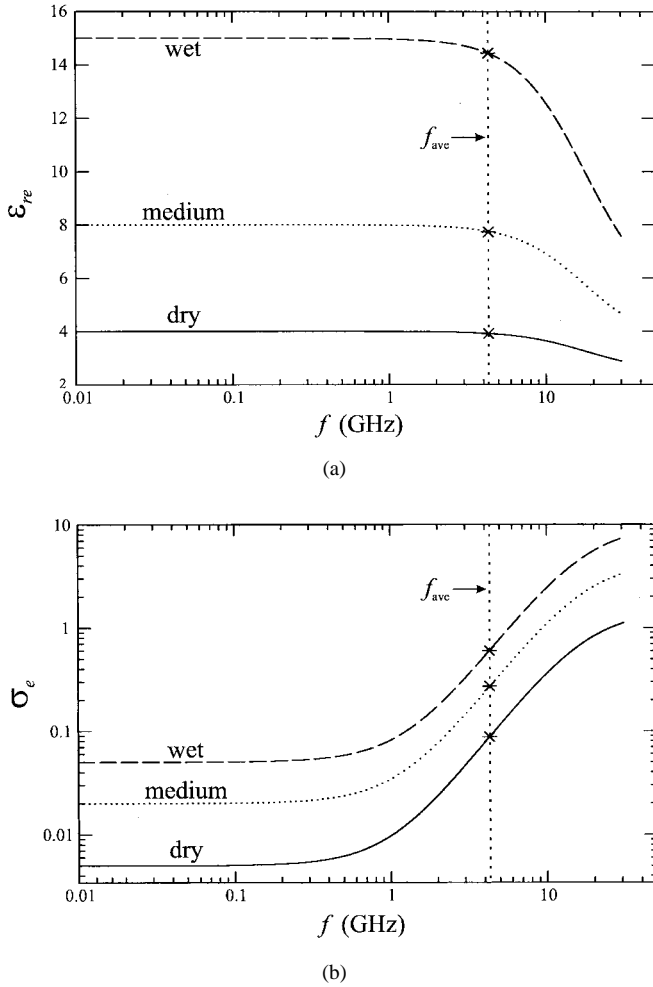 16
14
12
10
8
6
4
2
ε_re
wet
medium
dry
f_ave
0.01
0.1
1
10
f (GHz)
(a)
10
1
0.1
0.01
σ_e
f_ave
wet
medium
dry
0.01
0.1
1
10
f (GHz)
(b)